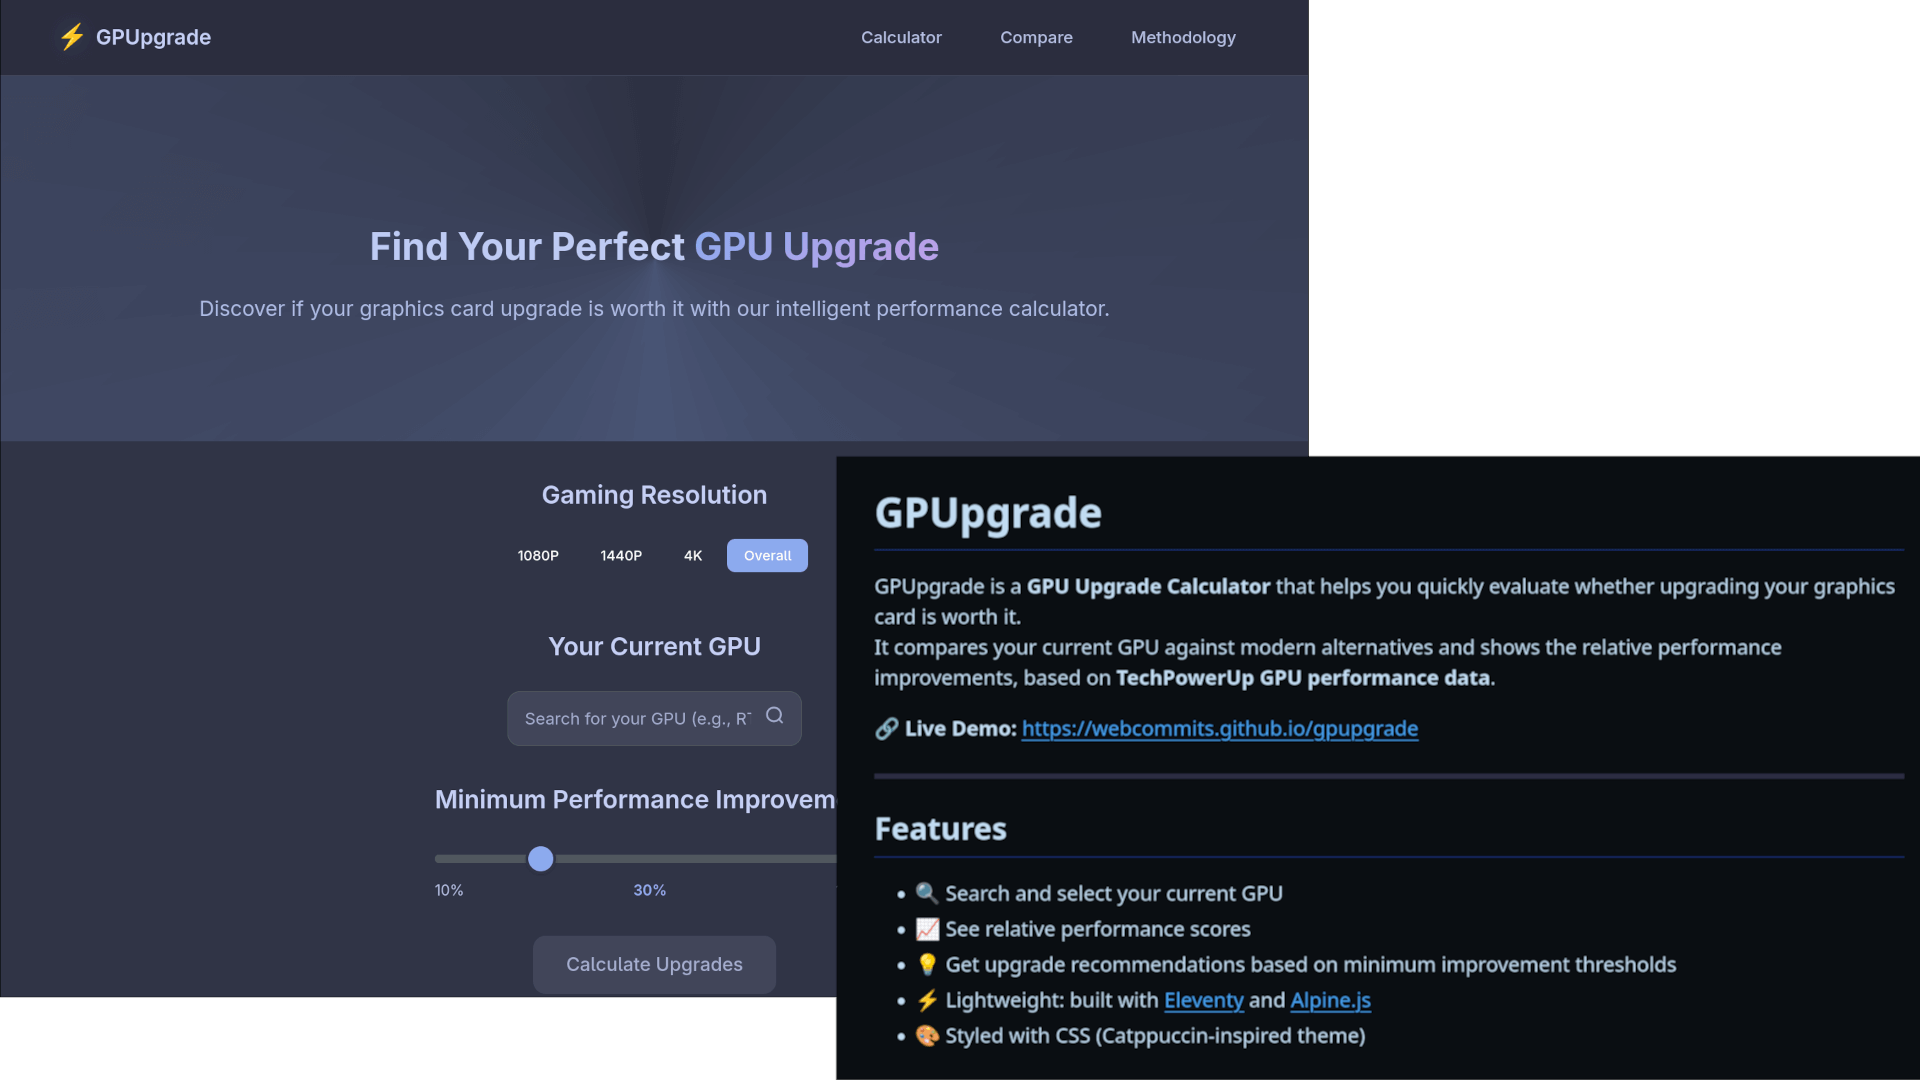 ⚡ GPUpgrade
Calculator Compare Methodology
Find Your Perfect GPU Upgrade
Discover if your graphics card upgrade is worth it with our intelligent performance calculator.
Gaming Resolution
1080P 1440P 4K Overall
Your Current GPU
Search for your GPU (e.g., R
Minimum Performance Improvem
10% 30%
Calculate Upgrades
GPUpgrade
GPUpgrade is a GPU Upgrade Calculator that helps you quickly evaluate whether upgrading your graphics
card is worth it.
It compares your current GPU against modern alternatives and shows the relative performance
improvements, based on TechPowerUp GPU performance data.
🔗 Live Demo: https://webcommits.github.io/gpupgrade
Features
• 🔍 Search and select your current GPU
• 📈 See relative performance scores
• 💡 Get upgrade recommendations based on minimum improvement thresholds
• ⚡ Lightweight: built with Eleventy and Alpine.js
• 🎨 Styled with CSS (Catppuccin-inspired theme)